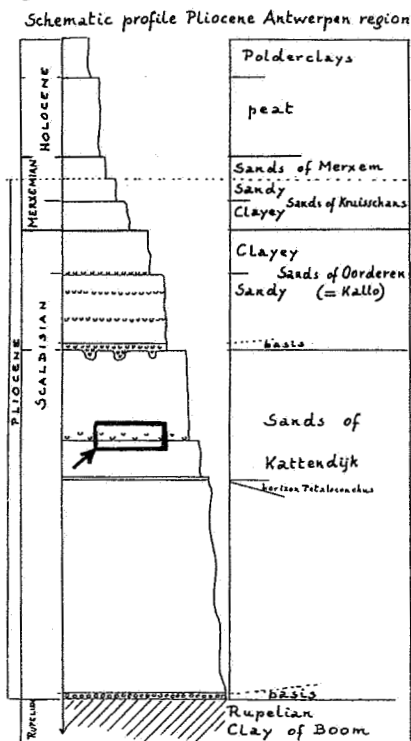 Schematic profile Pliocene Antwerpen region
HOLOCENE
Polderclays
peat
MERXEMIAN
Sands of Merxem
Sandy
Sands of Kruisschans
Clayey
PLIOCENE
SCALDISIAN
Clayey
Sands of Oorderen
Sandy (= Kallo)
basis
Sands of
Kattendijk
horizon Petaloconchus
basis
RUPELIAN
Rupelian
Clay of Boom